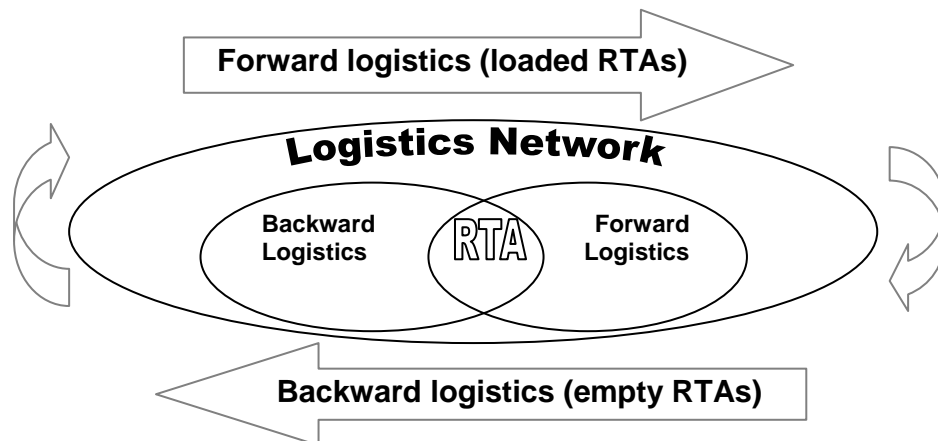 Forward logistics (loaded RTAs)
Logistics Network
Backward
Logistics
RTA
Forward
Logistics
Backward logistics (empty RTAs)